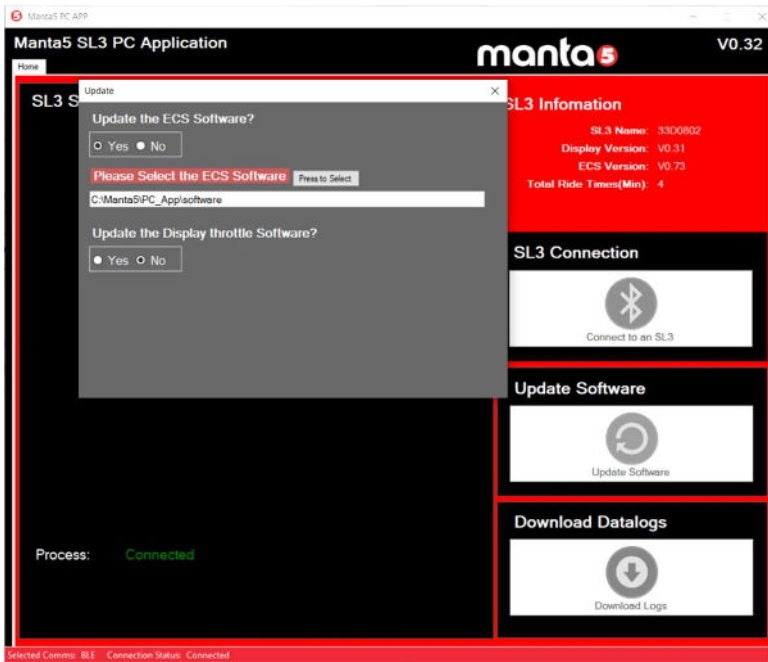 Manta5 PC APP
Manta5 SL3 PC Application
manta5
V0.32
Home
SL3 S
Update
Update the ECS Software?
Yes No
Please Select the ECS Software Press to Select
C:\Manta5\PC_App\software
Update the Display throttle Software?
Yes No
SL3 Infomation
SL3 Name: 33D0802
Display Version: V0.31
ECS Version: V0.73
Total Ride Times(Min): 4
SL3 Connection
Connect to an SL3
Update Software
Update Software
Download Datalogs
Download Logs
Process: Connected
Selected Comms: BLE Connection Status: Connected